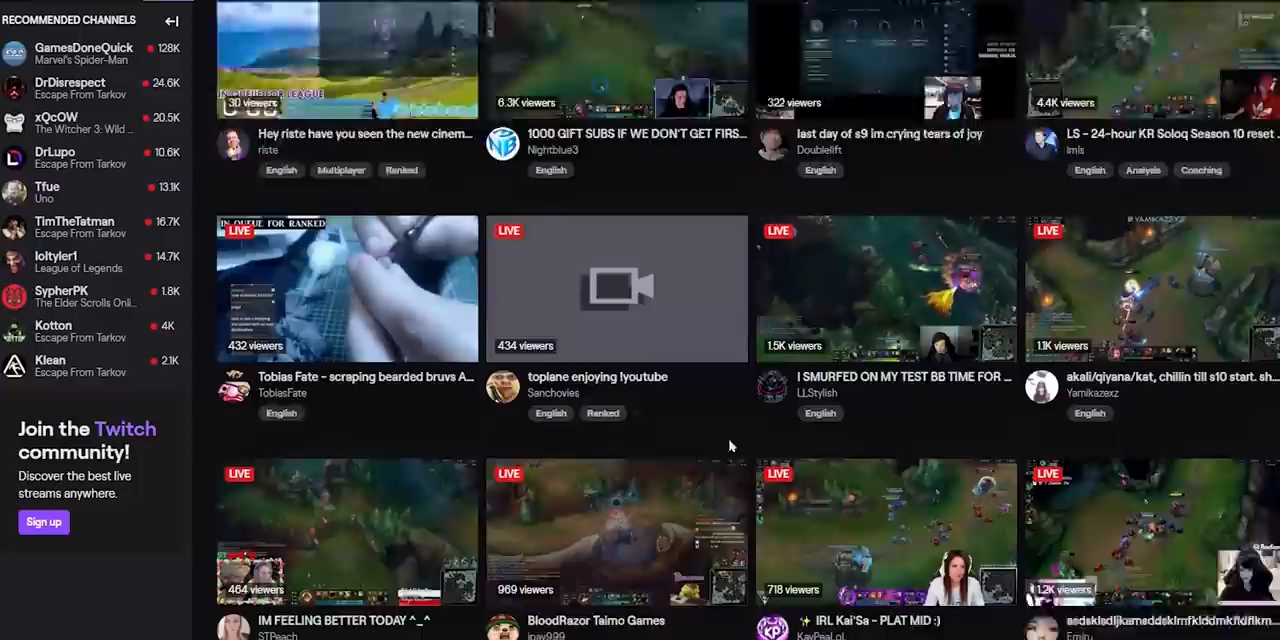 RECOMMENDED CHANNELS
GamesDoneQuick
128K
Marvel's Spider-Man
DrDisrespect
24.6K
Escape From Tarkov
xQcOW
20.5K
The Witcher 3: Wild ...
DrLupo
10.6K
Escape From Tarkov
Tfue
13.1K
Uno
TimTheTatman
16.7K
Escape From Tarkov
loltyler1
14.7K
League of Legends
SypherPK
1.8K
The Elder Scrolls Onli...
Kotton
4K
Escape From Tarkov
Klean
2.1K
Escape From Tarkov
Join the Twitch
community!
Discover the best live
streams anywhere.
Sign up
30 viewers
Hey riste have you seen the new cinem...
riste
English Multiplayer Ranked
6.3K viewers
1000 GIFT SUBS IF WE DON'T GET FIRS...
Nightblue3
English
322 viewers
last day of s9 im crying tears of joy
Doublelift
English
4.4K viewers
LS - 24-hour KR Soloq Season 10 reset
lmls
English Analysis Coaching
IN QUEUE FOR RANKED
LIVE
432 viewers
Tobias Fate - scraping bearded bruvs A...
TobiasFate
English
LIVE
434 viewers
toplane enjoying !youtube
Sanchovies
English Ranked
LIVE
1.5K viewers
I SMURFED ON MY TEST BB TIME FOR ...
LLStylish
English
YAMIKAZEXZ
LIVE
1.1K viewers
akali/qiyana/kat, chillin till s10 start. sh...
Yamikazexz
English
LIVE
464 viewers
IM FEELING BETTER TODAY ^_^
STPeach
LIVE
969 viewers
BloodRazor Taimo Games
ipav999
LIVE
718 viewers
IRL Kai'Sa - PLAT MID :)
KayPeaLoL
LIVE
1.2K viewers
Emiru